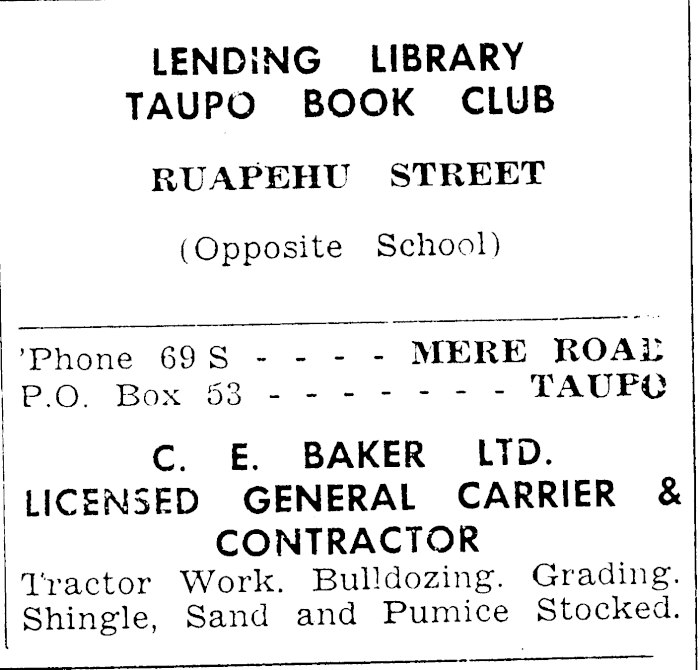 LENDING LIBRARY
TAUPO BOOK CLUB
RUAPEHU STREET
(Opposite School)
'Phone 69 S - - - - MERE ROAD
P.O. Box 53 - - - - - - - TAUPO
C. E. BAKER LTD.
LICENSED GENERAL CARRIER &
CONTRACTOR
Tractor Work. Bulldozing. Grading.
Shingle, Sand and Pumice Stocked.